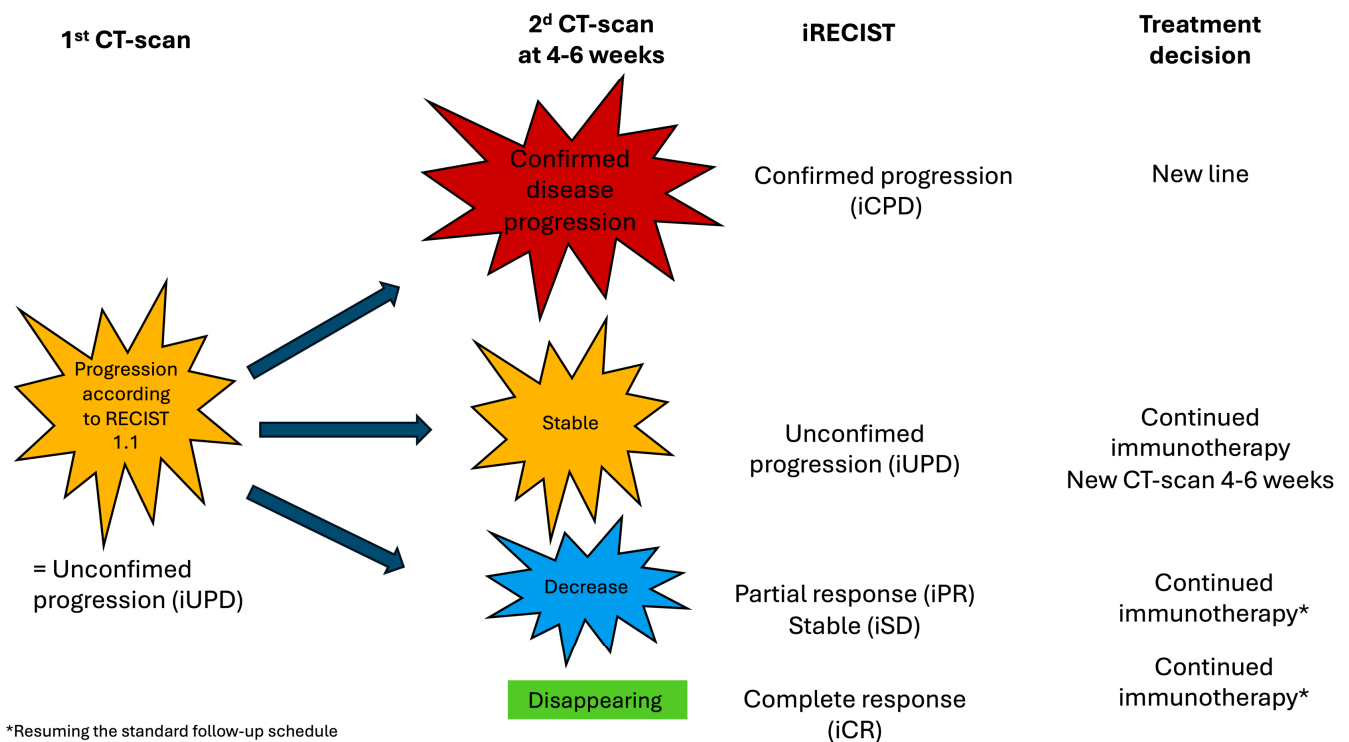 1st CT-scan
2d CT-scan
at 4-6 weeks
iRECIST
Treatment
decision
Confirmed
disease
progression
Confirmed progression
(iCPD)
New line
Progression
according
to RECIST
1.1
= Unconfimed
progression (iUPD)
Stable
Unconfimed
progression (iUPD)
Continued
immunotherapy
New CT-scan 4-6 weeks
Decrease
Partial response (iPR)
Stable (iSD)
Continued
immunotherapy*
Disappearing
Complete response
(iCR)
Continued
immunotherapy*
*Resuming the standard follow-up schedule